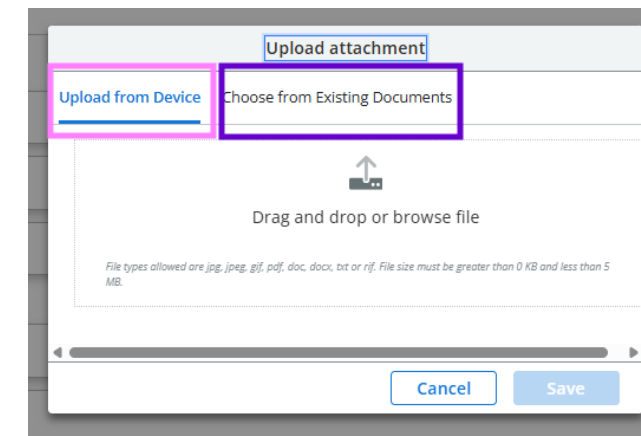 Upload attachment
Upload from Device Choose from Existing Documents
Drag and drop or browse file
File types allowed are jpg, jpeg, gif, pdf, doc, docx, txt or rif. File size must be greater than 0 KB and less than 5
MB.
Cancel Save